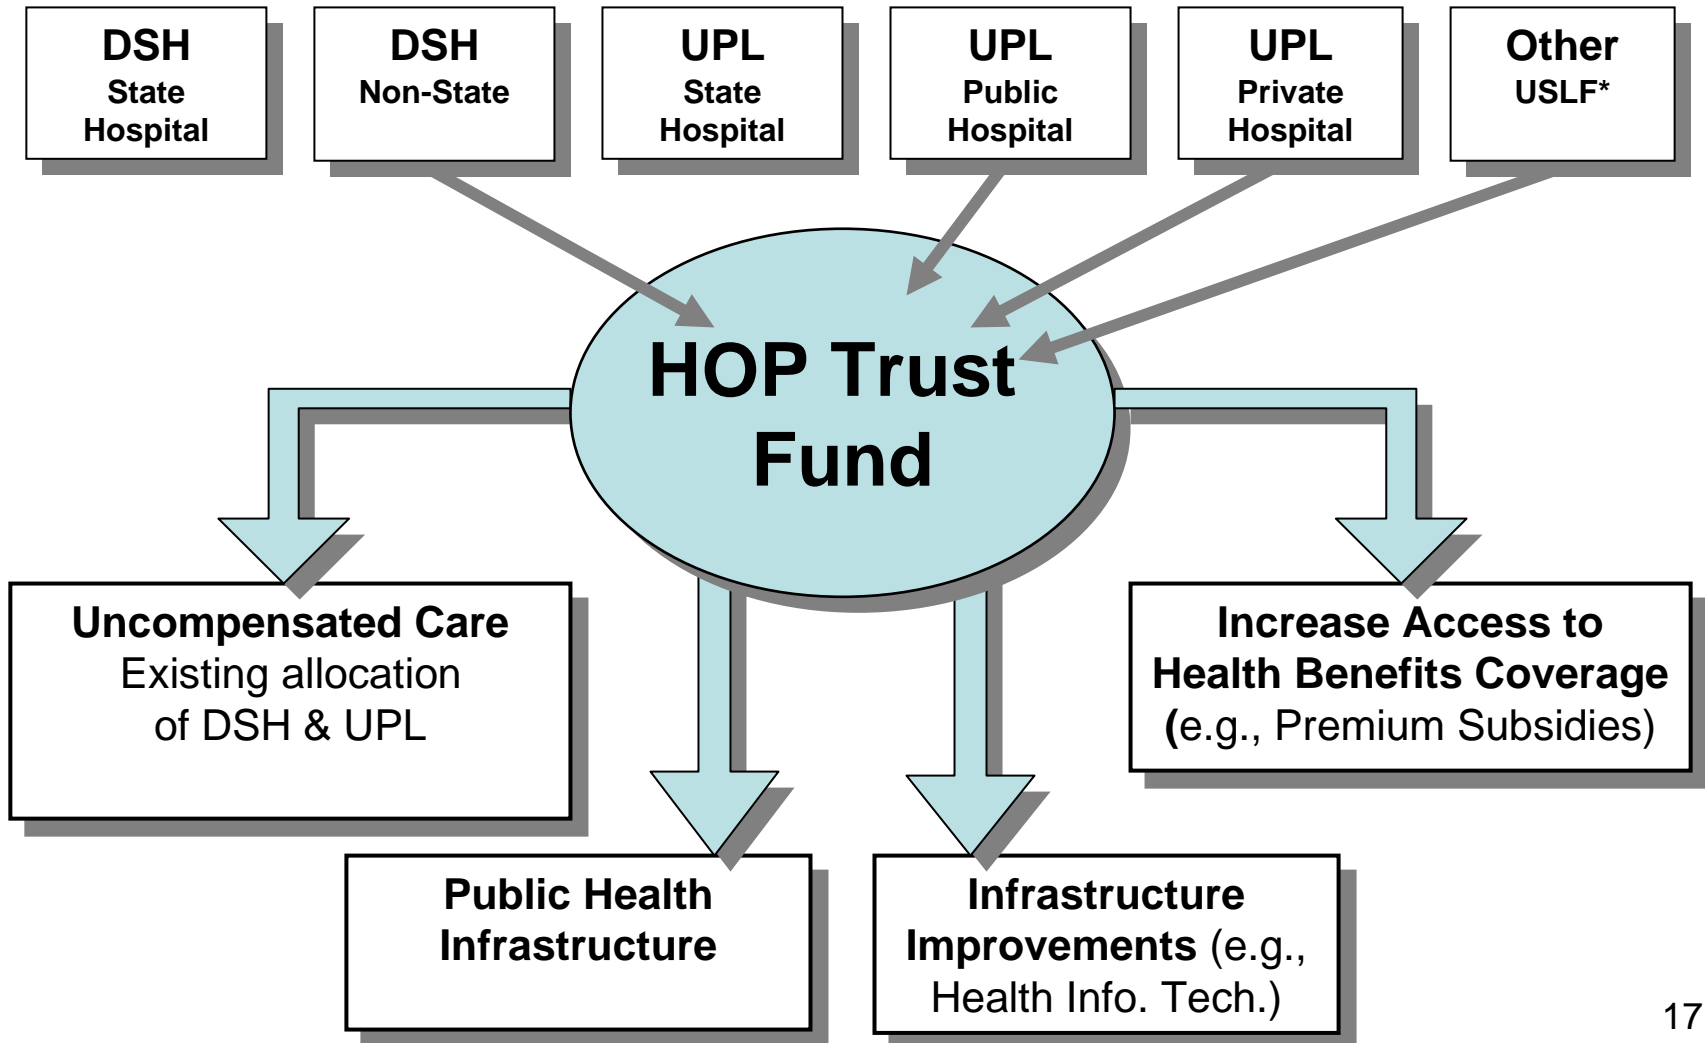 DSH
State
Hospital
DSH
Non-State
UPL
State
Hospital
UPL
Public
Hospital
UPL
Private
Hospital
Other
USLF*
HOP Trust
Fund
Uncompensated Care
Existing allocation
of DSH & UPL
Increase Access to
Health Benefits Coverage
(e.g., Premium Subsidies)
Public Health
Infrastructure
Infrastructure
Improvements (e.g.,
Health Info. Tech.)
17